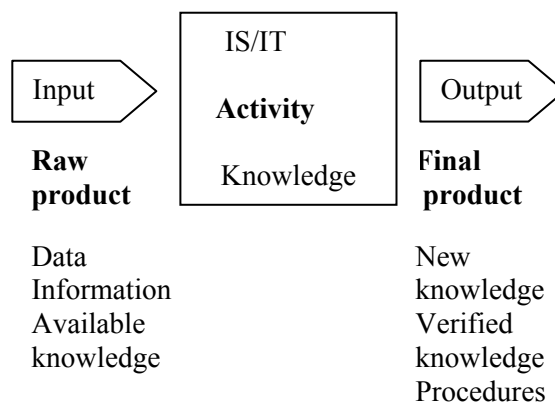 Input
Raw
product
Data
Information
Available
knowledge
IS/IT
Activity
Knowledge
Output
Final
product
New
knowledge
Verified
knowledge
Procedures